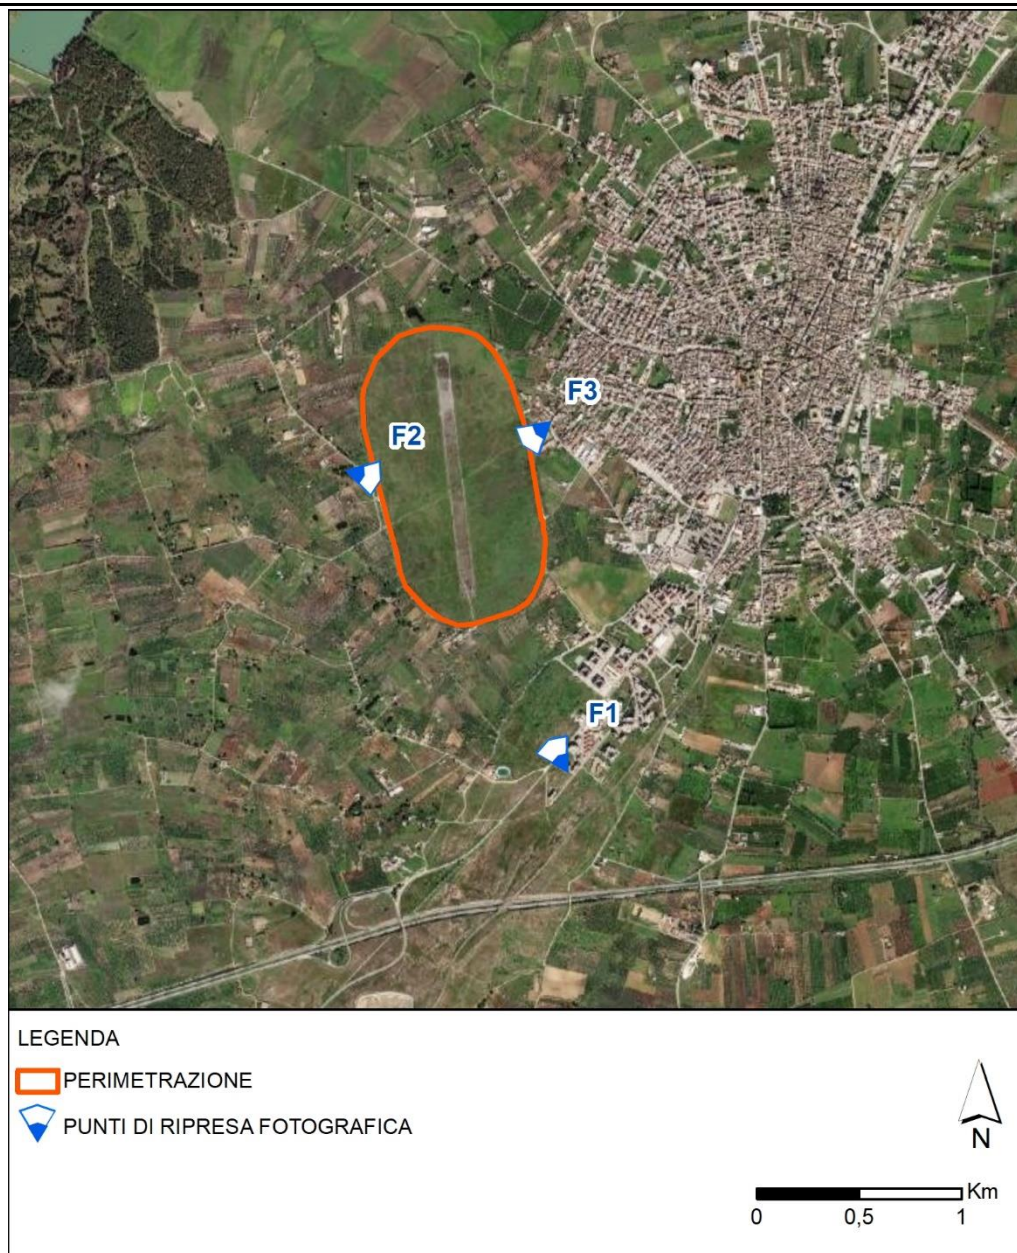 F3
F2
F1
LEGENDA
PERIMETRAZIONE
PUNTI DI RIPRESA FOTOGRAFICA
N
Km
0 0,5 1